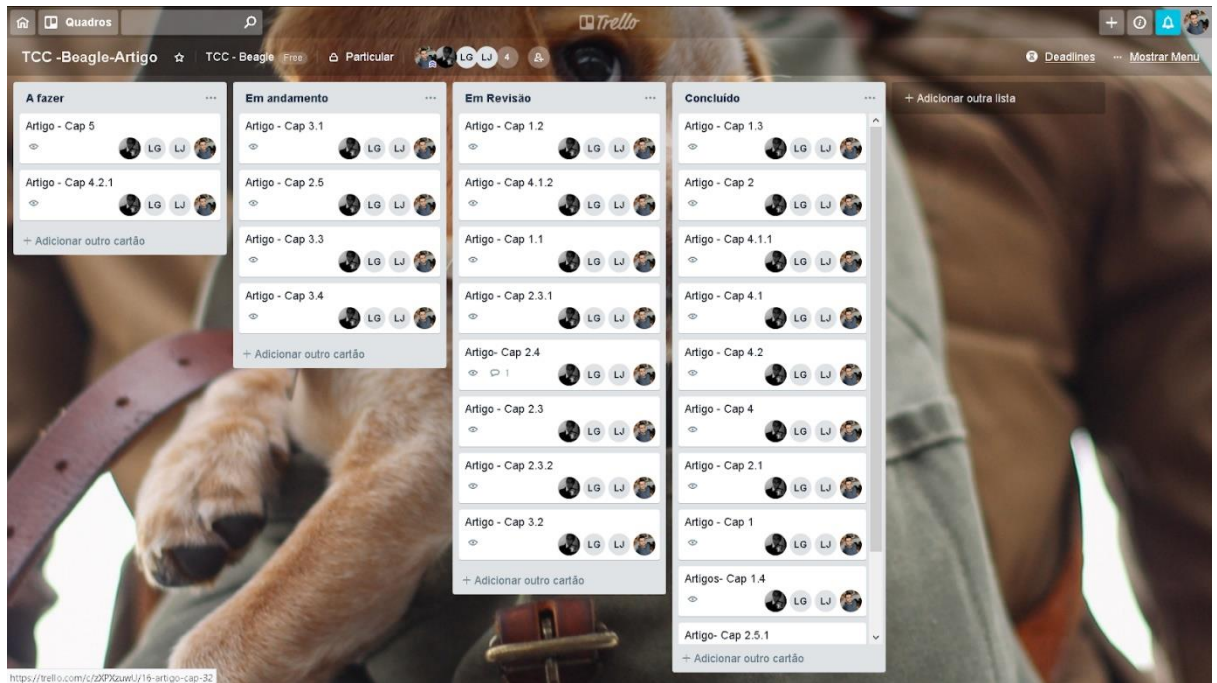 Quadros
Trello
TCC -Beagle-Artigo
TCC - Beagle Free
Particular
LG LJ 4
Deadlines
··· Mostrar Menu
A fazer ···
Artigo - Cap 5
LG LJ
Artigo - Cap 4.2.1
LG LJ
+ Adicionar outro cartão
Em andamento ···
Artigo - Cap 3.1
LG LJ
Artigo - Cap 2.5
LG LJ
Artigo - Cap 3.3
LG LJ
Artigo - Cap 3.4
LG LJ
+ Adicionar outro cartão
Em Revisão ···
Artigo - Cap 1.2
LG LJ
Artigo - Cap 4.1.2
LG LJ
Artigo - Cap 1.1
LG LJ
Artigo - Cap 2.3.1
LG LJ
Artigo- Cap 2.4
1 LG LJ
Artigo - Cap 2.3
LG LJ
Artigo - Cap 2.3.2
LG LJ
Artigo - Cap 3.2
LG LJ
+ Adicionar outro cartão
Concluído ···
Artigo - Cap 1.3
LG LJ
Artigo - Cap 2
LG LJ
Artigo - Cap 4.1.1
LG LJ
Artigo - Cap 4.1
LG LJ
Artigo - Cap 4.2
LG LJ
Artigo - Cap 4
LG LJ
Artigo - Cap 2.1
LG LJ
Artigo - Cap 1
LG LJ
Artigos- Cap 1.4
LG LJ
Artigo- Cap 2.5.1
+ Adicionar outro cartão
+ Adicionar outra lista
https://trello.com/c/zXPXzuwU/16-artigo-cap-32